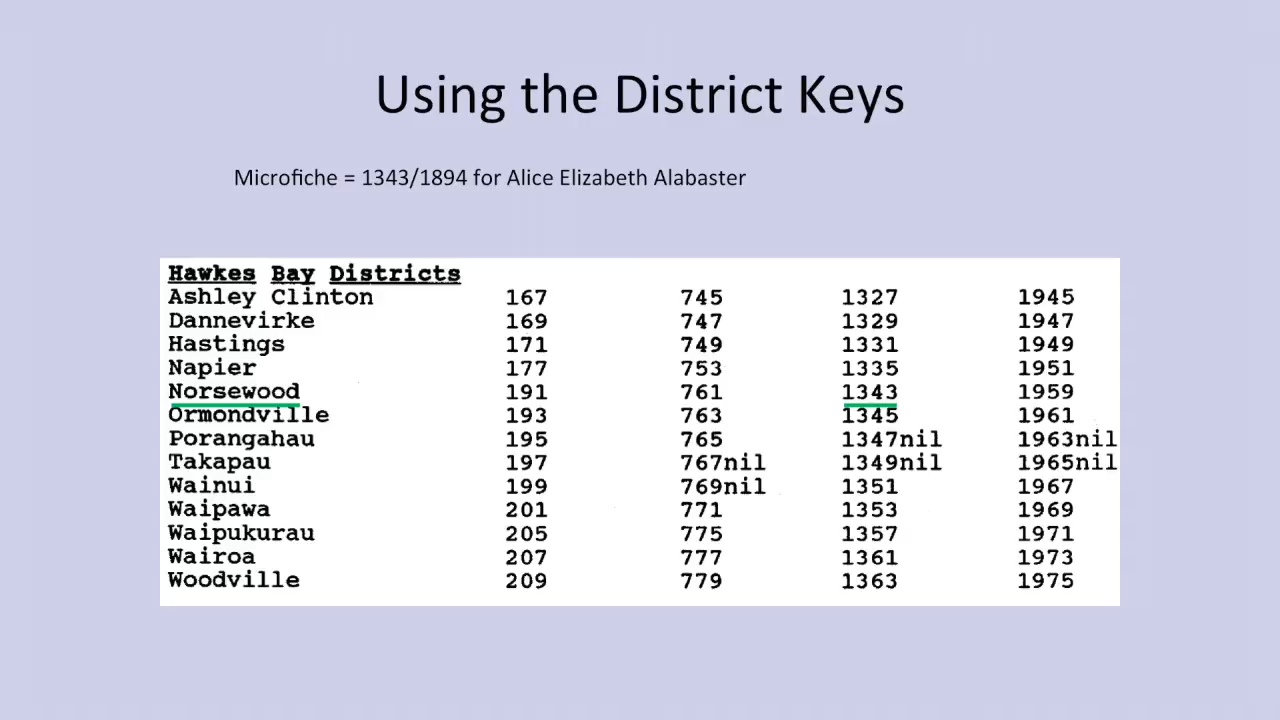 Using the District Keys
Microfiche = 1343/1894 for Alice Elizabeth Alabaster
Hawkes Bay Districts
Ashley Clinton 167 745 1327 1945
Dannevirke 169 747 1329 1947
Hastings 171 749 1331 1949
Napier 177 753 1335 1951
Norsewood 191 761 1343 1959
Ormondville 193 763 1345 1961
Porangahau 195 765 1347nil 1963nil
Takapau 197 767nil 1349nil 1965nil
Wainui 199 769nil 1351 1967
Waipawa 201 771 1353 1969
Waipukurau 205 775 1357 1971
Wairoa 207 777 1361 1973
Woodville 209 779 1363 1975